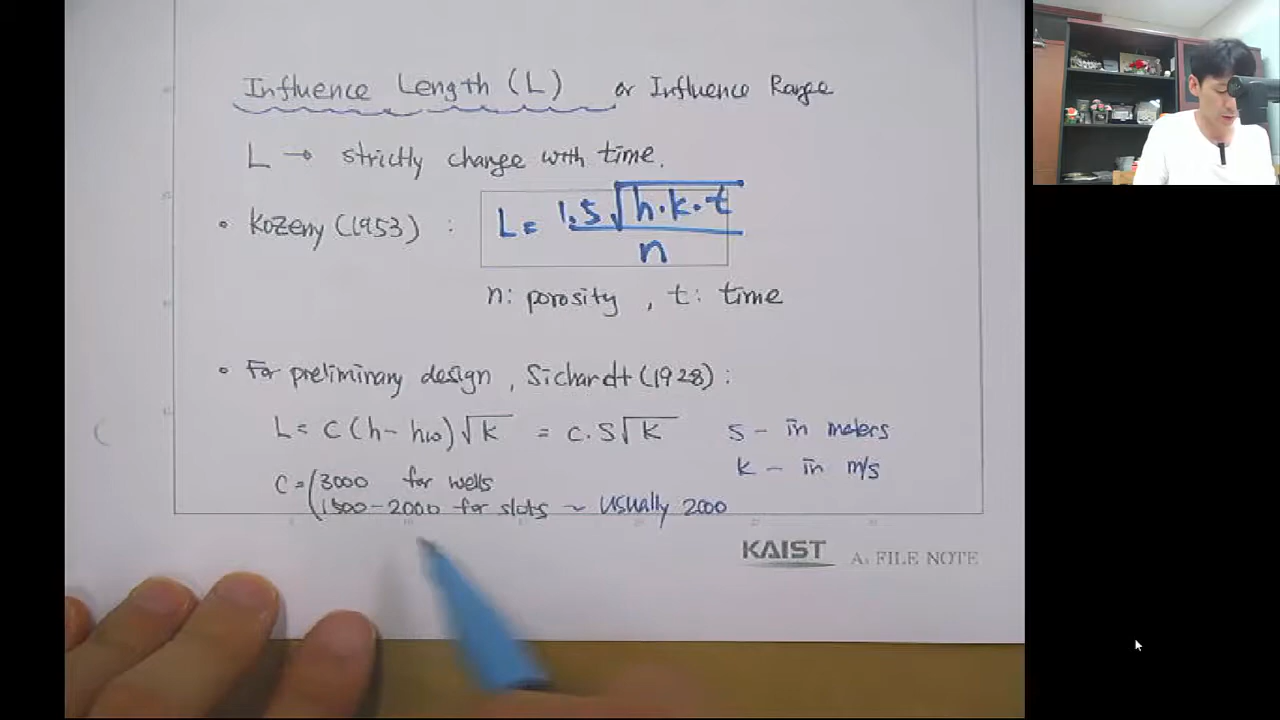 Influence Length (L) or Influence Range
L → strictly change with time.
• Kozeny (1953) : L = 1.5√h·k·t / n
n: porosity , t: time
• For preliminary design , Sichardt (1928) :
L = C (h - hw) √k = C. S √k S - in meters
k - in m/s
C = (3000 for wells
1500 - 2000 for slots ~ usually 2000
KAIST A4 FILE NOTE